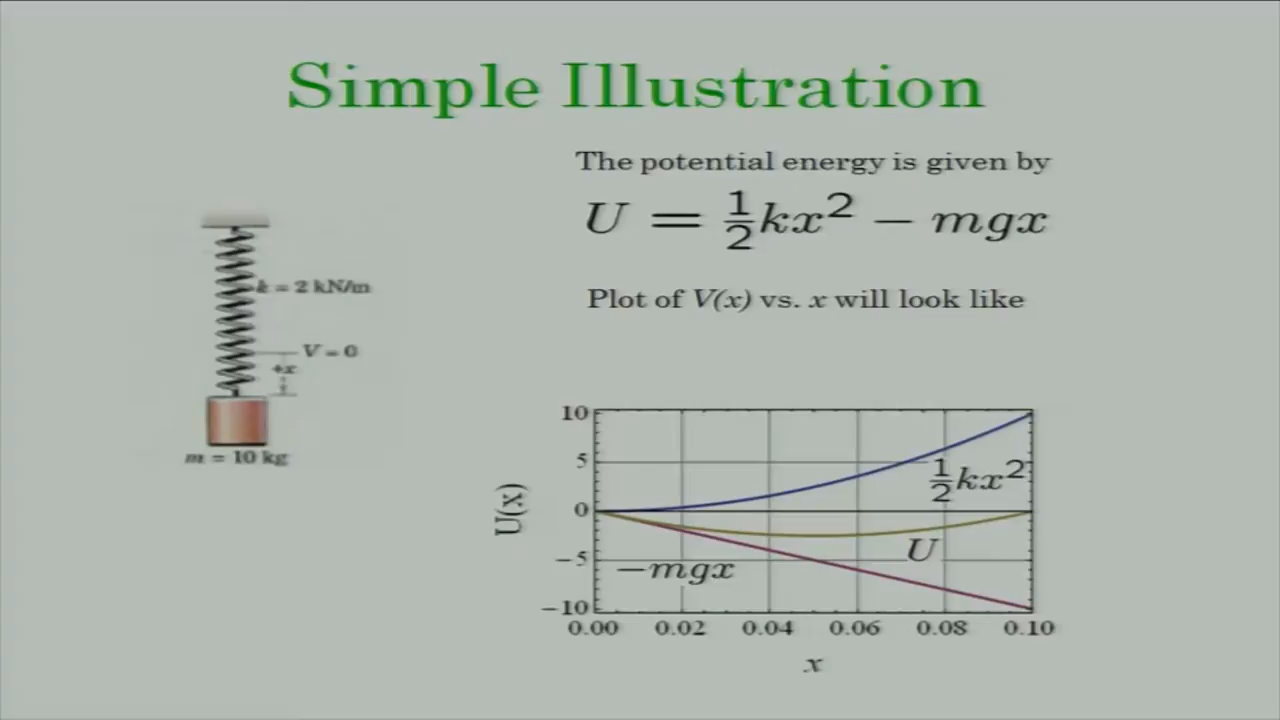 Simple Illustration
The potential energy is given by
U = 1/2 kx² − mgx
Plot of V(x) vs. x will look like
k = 2 kN/m
V = 0
+x
m = 10 kg
10
5
0
−5
−10
U(x)
½kx²
U
−mgx
0.00 0.02 0.04 0.06 0.08 0.10
x